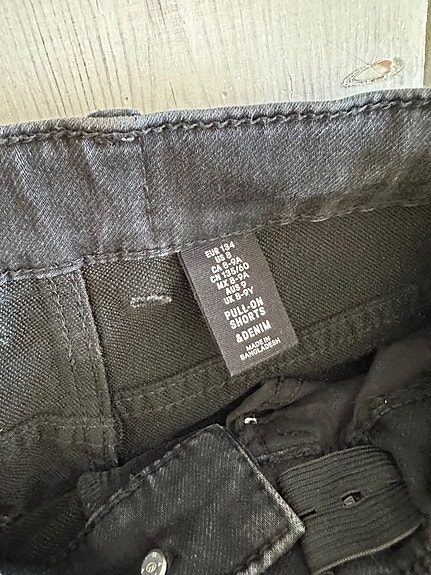 EUR 134
US 8
CA 8-9A
CN 135/60
MX 8-9A
AUS 9
UK 8-9Y
PULL-ON
SHORTS
&DENIM
MADE IN
BANGLADESH